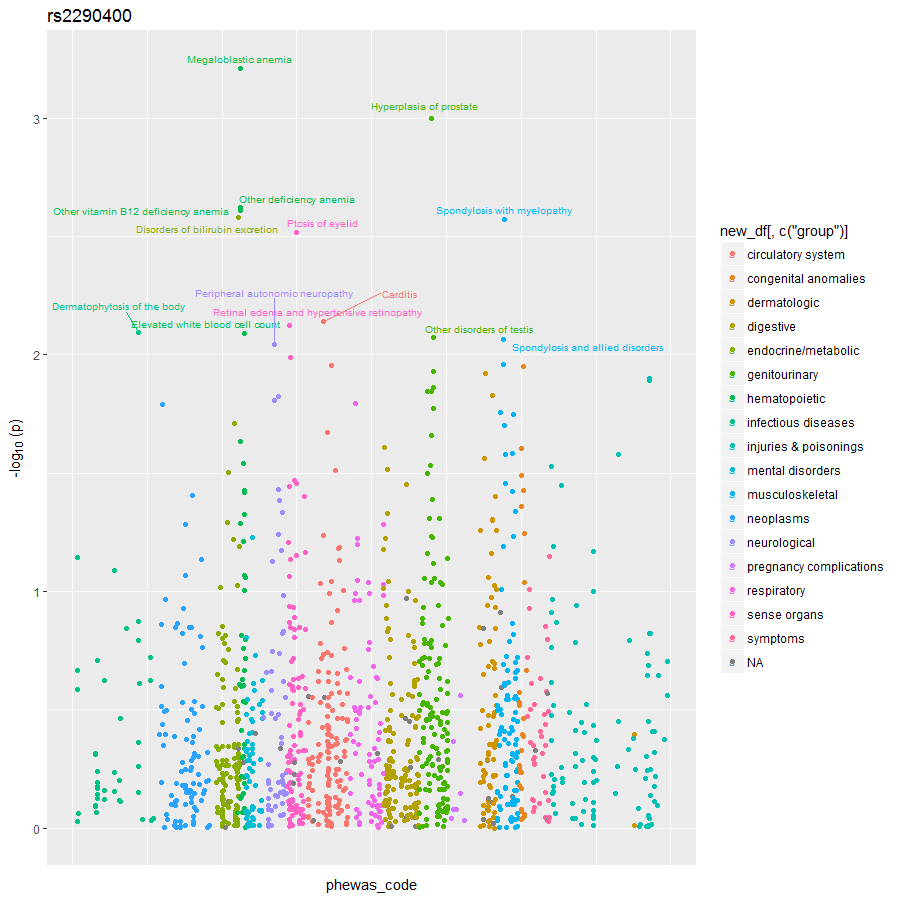 rs2290400
Megaloblastic anemia
Hyperplasia of prostate
3
Other deficiency anemia
Other vitamin B12 deficiency anemia
Spondylosis with myelopathy
Ptosis of eyelid
Disorders of bilirubin excretion
Peripheral autonomic neuropathy
Carditis
Dermatophytosis of the body
Retinal edema and hypertensive retinopathy
Elevated white blood cell count
Other disorders of testis
Spondylosis and allied disorders
2
-log10 (p)
1
0
phewas_code
new_df[, c("group")]
circulatory system
congenital anomalies
dermatologic
digestive
endocrine/metabolic
genitourinary
hematopoietic
infectious diseases
injuries & poisonings
mental disorders
musculoskeletal
neoplasms
neurological
pregnancy complications
respiratory
sense organs
symptoms
NA